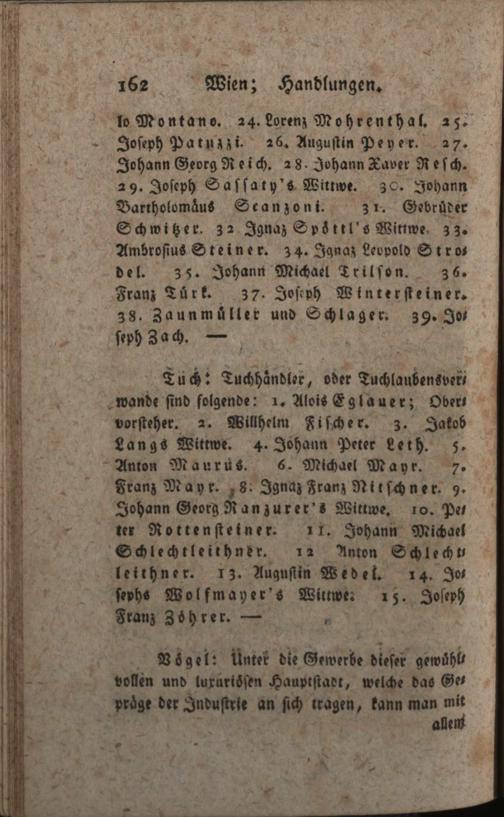 162 Wien; Handlungen.
lo Montano. 24. Lorenz Mohrenthal. 25.
Joseph Patuzzi. 26. Augustin Peyer. 27.
Johann Georg Reich. 28. Johann Xaver Resch.
29. Joseph Sassaty's Wittwe. 30. Johann
Bartholomäus Scanzoni. 31. Gebrüder
Schwitzer. 32 Ignaz Spöttl's Wittwe. 33.
Ambrosius Steiner. 34. Ignaz Leopold Stro-
del. 35. Johann Michael Trilson. 36.
Franz Türk. 37. Joseph Wintersteiner.
38. Zaunmüller und Schlager. 39. Jo-
seph Zach. —
Tuch: Tuchhändler, oder Tuchlaubensver-
wande sind folgende: 1. Alois Eglauer; Ober-
vorsteher. 2. Willhelm Fischer. 3. Jakob
Langs Wittwe. 4. Johann Peter Leth. 5.
Anton Maurus. 6. Michael Mayr. 7.
Franz Mayr. 8. Ignaz Franz Nitschner. 9.
Johann Georg Ranzurer's Wittwe. 10. Pe-
ter Rottensteiner. 11. Johann Michael
Schlechtleithner. 12 Anton Schlecht-
leithner. 13. Augustin Wedel. 14. Jo-
sephs Wolfmayer's Wittwe. 15. Joseph
Franz Zöhrer. —
Vögel: Unter die Gewerbe dieser gewühl-
vollen und luxuriösen Hauptstadt, welche das Ge-
präge der Industrie an sich tragen, kann man mit
allem